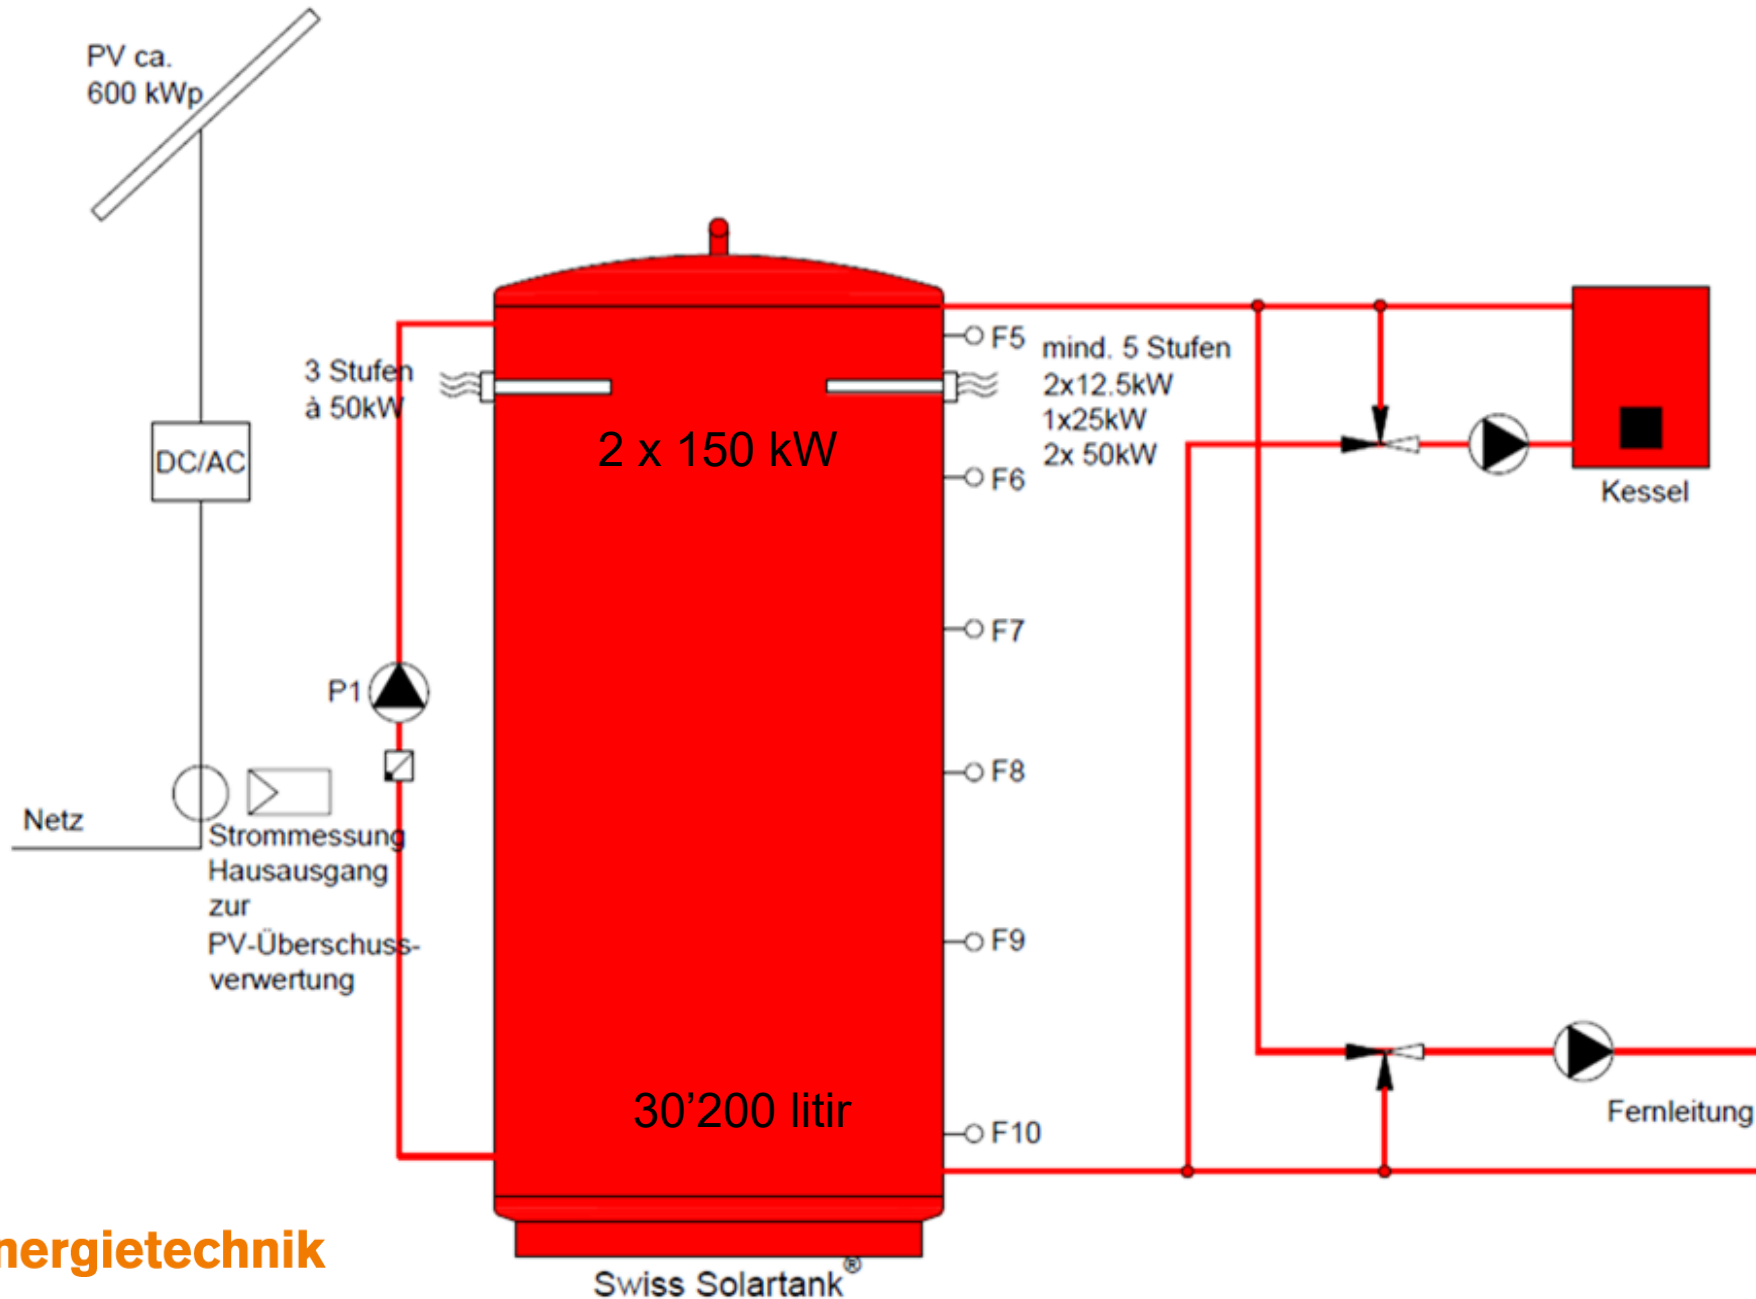 PV ca.
600 kWp
DC/AC
Netz
Strommessung
Hausausgang
zur
PV-Überschuss-
verwertung
P1
3 Stufen
à 50kW
2 x 150 kW
30’200 litir
F5
F6
F7
F8
F9
F10
mind. 5 Stufen
2x12.5kW
1x25kW
2x 50kW
Kessel
Fernleitung
nergietechnik
Swiss Solartank®